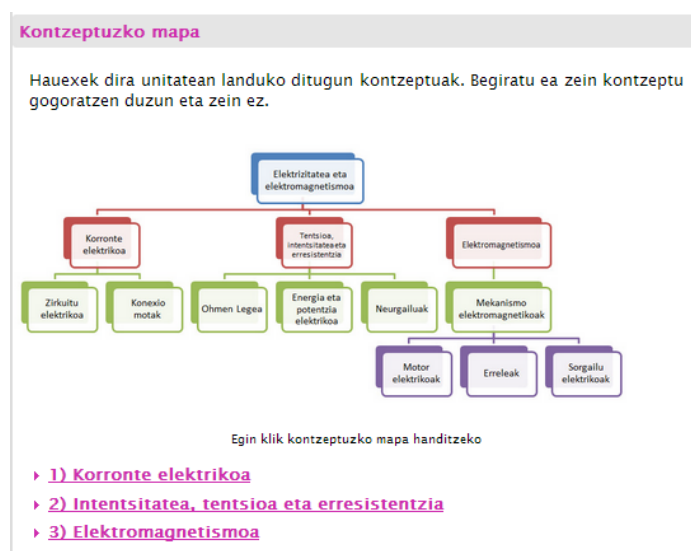 Kontzeptuzko mapa
Hauexek dira unitatean landuko ditugun kontzeptuak. Begiratu ea zein kontzeptu
gogoratzen duzun eta zein ez.
Elektrizitatea eta
elektromagnetismoa
Korronte
elektrikoa
Tentsioa,
intentsitatea eta
erresistentzia
Elektromagnetismoa
Zirkuitu
elektrikoa
Konexio
motak
Ohmen Legea
Energia eta
potentzia
elektrikoa
Neurgailuak
Mekanismo
elektromagnetikoak
Motor
elektrikoak
Erreleak
Sorgailu
elektrikoak
Egin klik kontzeptuzko mapa handitzeko
1) Korronte elektrikoa
2) Intentsitatea, tentsioa eta erresistentzia
3) Elektromagnetismoa